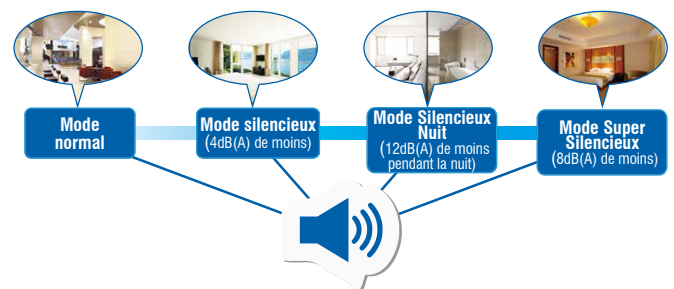 Mode
normal
Mode silencieux
(4dB(A) de moins)
Mode Silencieux
Nuit
(12dB(A) de moins
pendant la nuit)
Mode Super
Silencieux
(8dB(A) de moins)